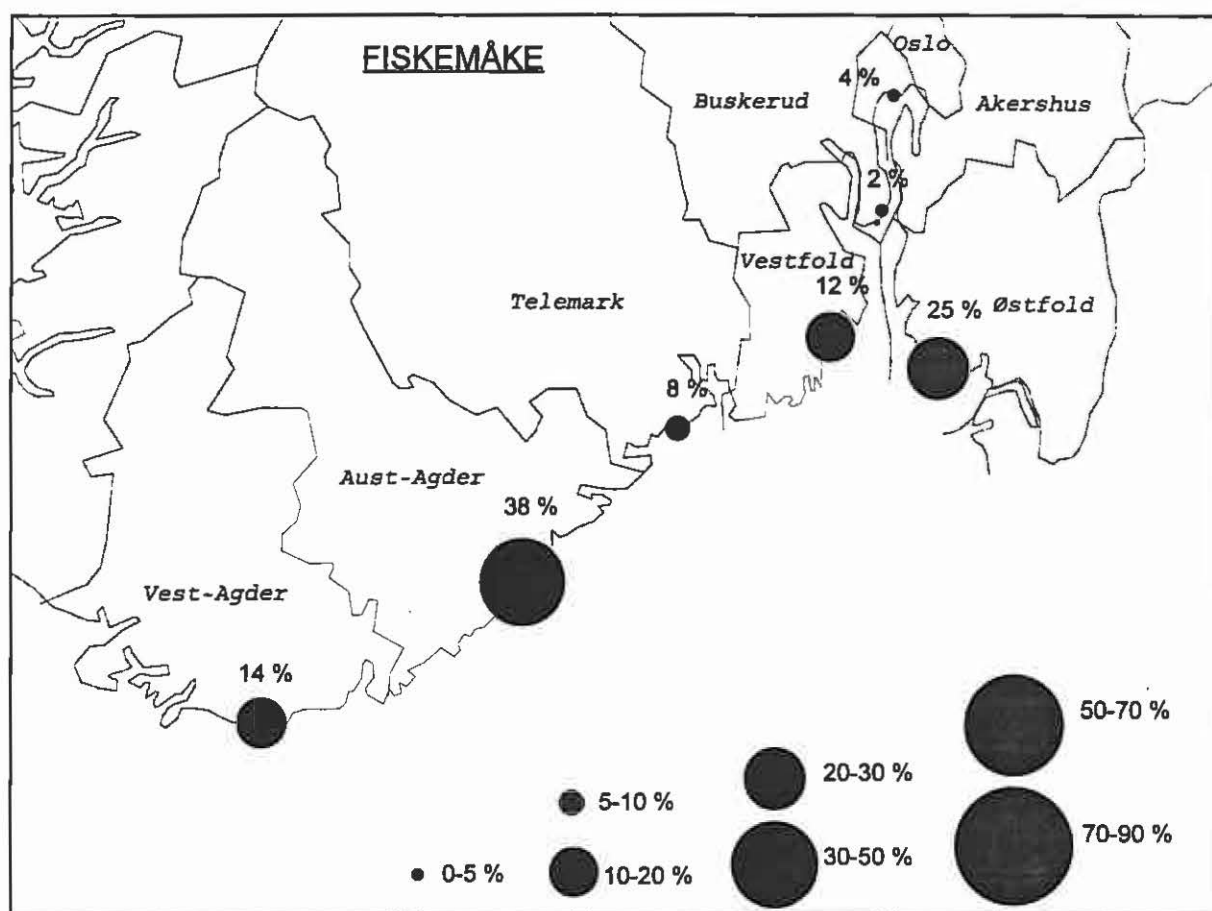 FISKEMÅKE
Oslo
4 %
Buskerud
Akershus
2 %
Vestfold
12 %
25 %
Østfold
Telemark
8 %
Aust-Agder
38 %
Vest-Agder
14 %
50-70 %
20-30 %
5-10 %
70-90 %
30-50 %
0-5 %
10-20 %